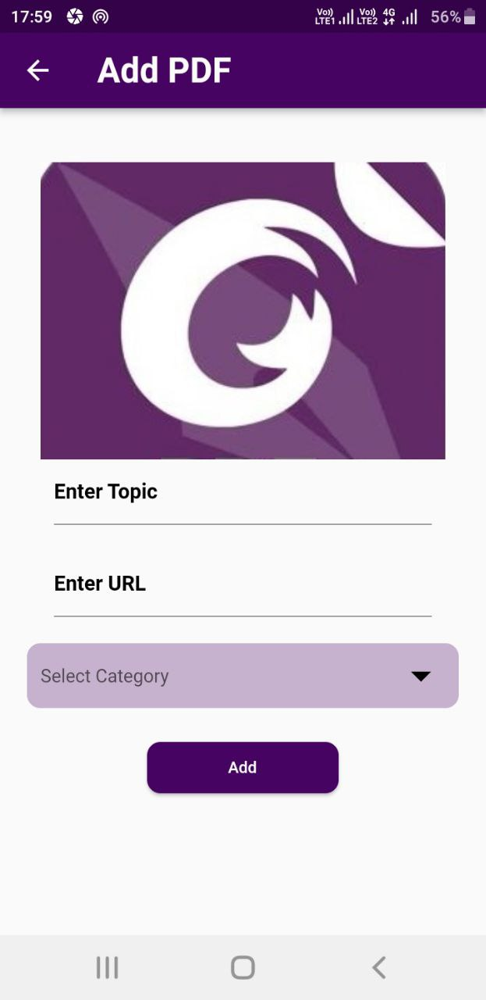 17:59 Vo) LTE1 Vo) LTE2 4G 56%
Add PDF
Enter Topic
Enter URL
Select Category
Add